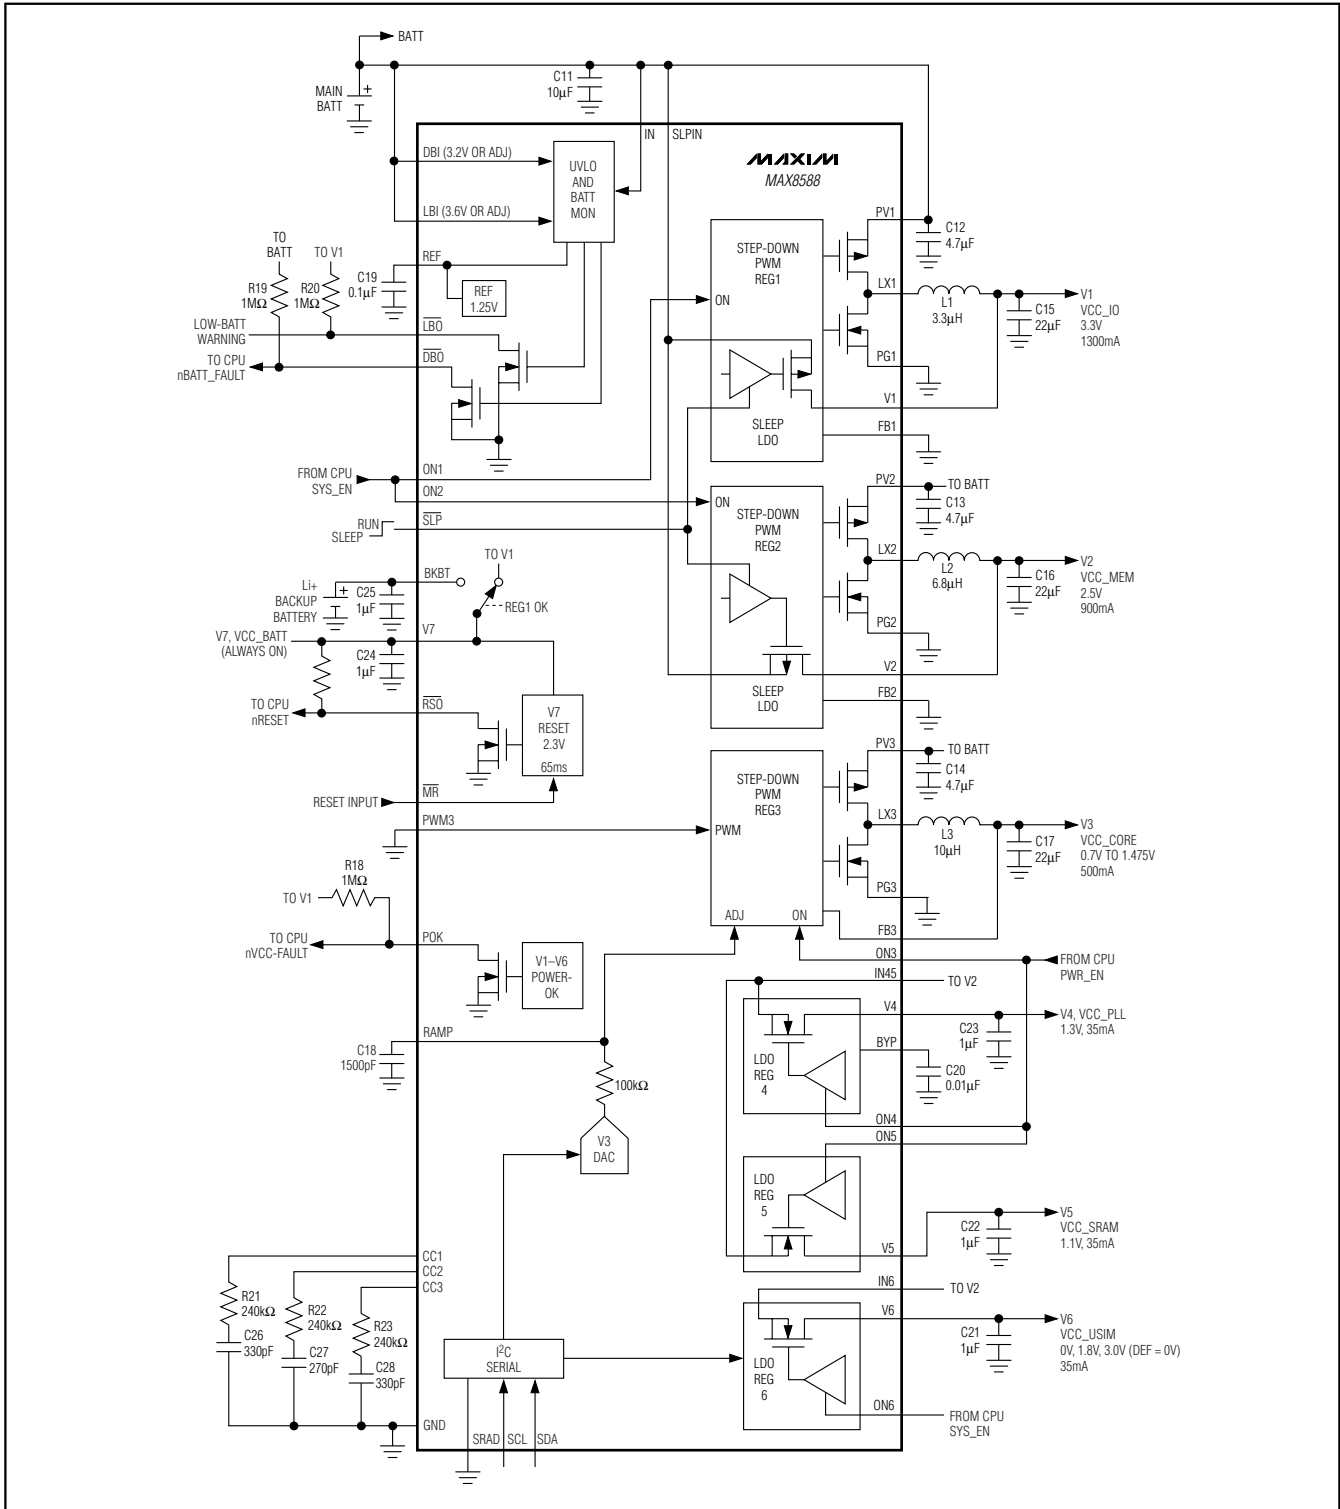 BATT
MAIN
BATT
C11
10µF
IN
SLPIN
MAXIM
MAX8588
DBI (3.2V OR ADJ)
LBI (3.6V OR ADJ)
UVLO
AND
BATT
MON
TO
BATT
TO V1
R19
1MΩ
R20
1MΩ
C19
0.1µF
REF
REF
1.25V
LOW-BATT
WARNING
LBO
TO CPU
nBATT_FAULT
DBO
STEP-DOWN
PWM
REG1
ON
SLEEP
LDO
PV1
C12
4.7µF
LX1
L1
3.3µH
C15
22µF
V1
VCC_IO
3.3V
1300mA
PG1
V1
FB1
FROM CPU
SYS_EN
ON1
ON2
RUN
SLEEP
SLP
STEP-DOWN
PWM
REG2
ON
SLEEP
LDO
PV2
TO BATT
C13
4.7µF
LX2
L2
6.8µH
C16
22µF
V2
VCC_MEM
2.5V
900mA
PG2
V2
FB2
Li+
BACKUP
BATTERY
C25
1µF
BKBT
TO V1
REG1 OK
V7, VCC_BATT
(ALWAYS ON)
C24
1µF
V7
TO CPU
nRESET
RSO
V7
RESET
2.3V
65ms
RESET INPUT
MR
PWM3
STEP-DOWN
PWM
REG3
PWM
ADJ
ON
PV3
TO BATT
C14
4.7µF
LX3
L3
10µH
C17
22µF
V3
VCC_CORE
0.7V TO 1.475V
500mA
PG3
FB3
ON3
FROM CPU
PWR_EN
R18
1MΩ
TO V1
TO CPU
nVCC-FAULT
POK
V1–V6
POWER-
OK
RAMP
C18
1500pF
100kΩ
V3
DAC
IN45
TO V2
V4
V4, VCC_PLL
1.3V, 35mA
C23
1µF
BYP
C20
0.01µF
LDO
REG
4
ON4
ON5
LDO
REG
5
C22
1µF
V5
V5
VCC_SRAM
1.1V, 35mA
CC1
CC2
CC3
R21
240kΩ
C26
330pF
R22
240kΩ
C27
270pF
R23
240kΩ
C28
330pF
I2C
SERIAL
IN6
TO V2
V6
LDO
REG
6
C21
1µF
V6
VCC_USIM
0V, 1.8V, 3.0V (DEF = 0V)
35mA
ON6
FROM CPU
SYS_EN
GND
SRAD
SCL
SDA